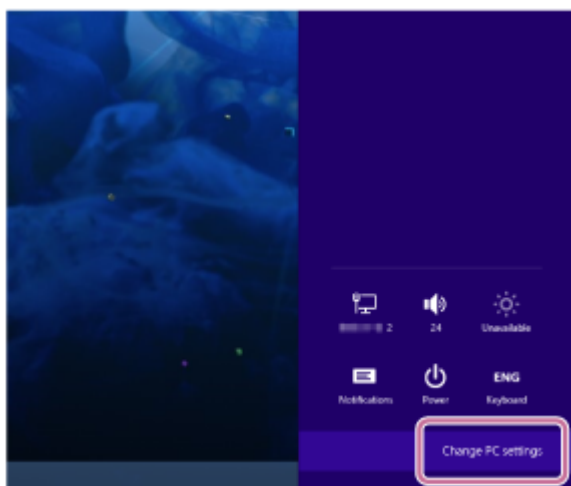 2
24
Unavailable
Notifications
Power
ENG
Keyboard
Change PC settings